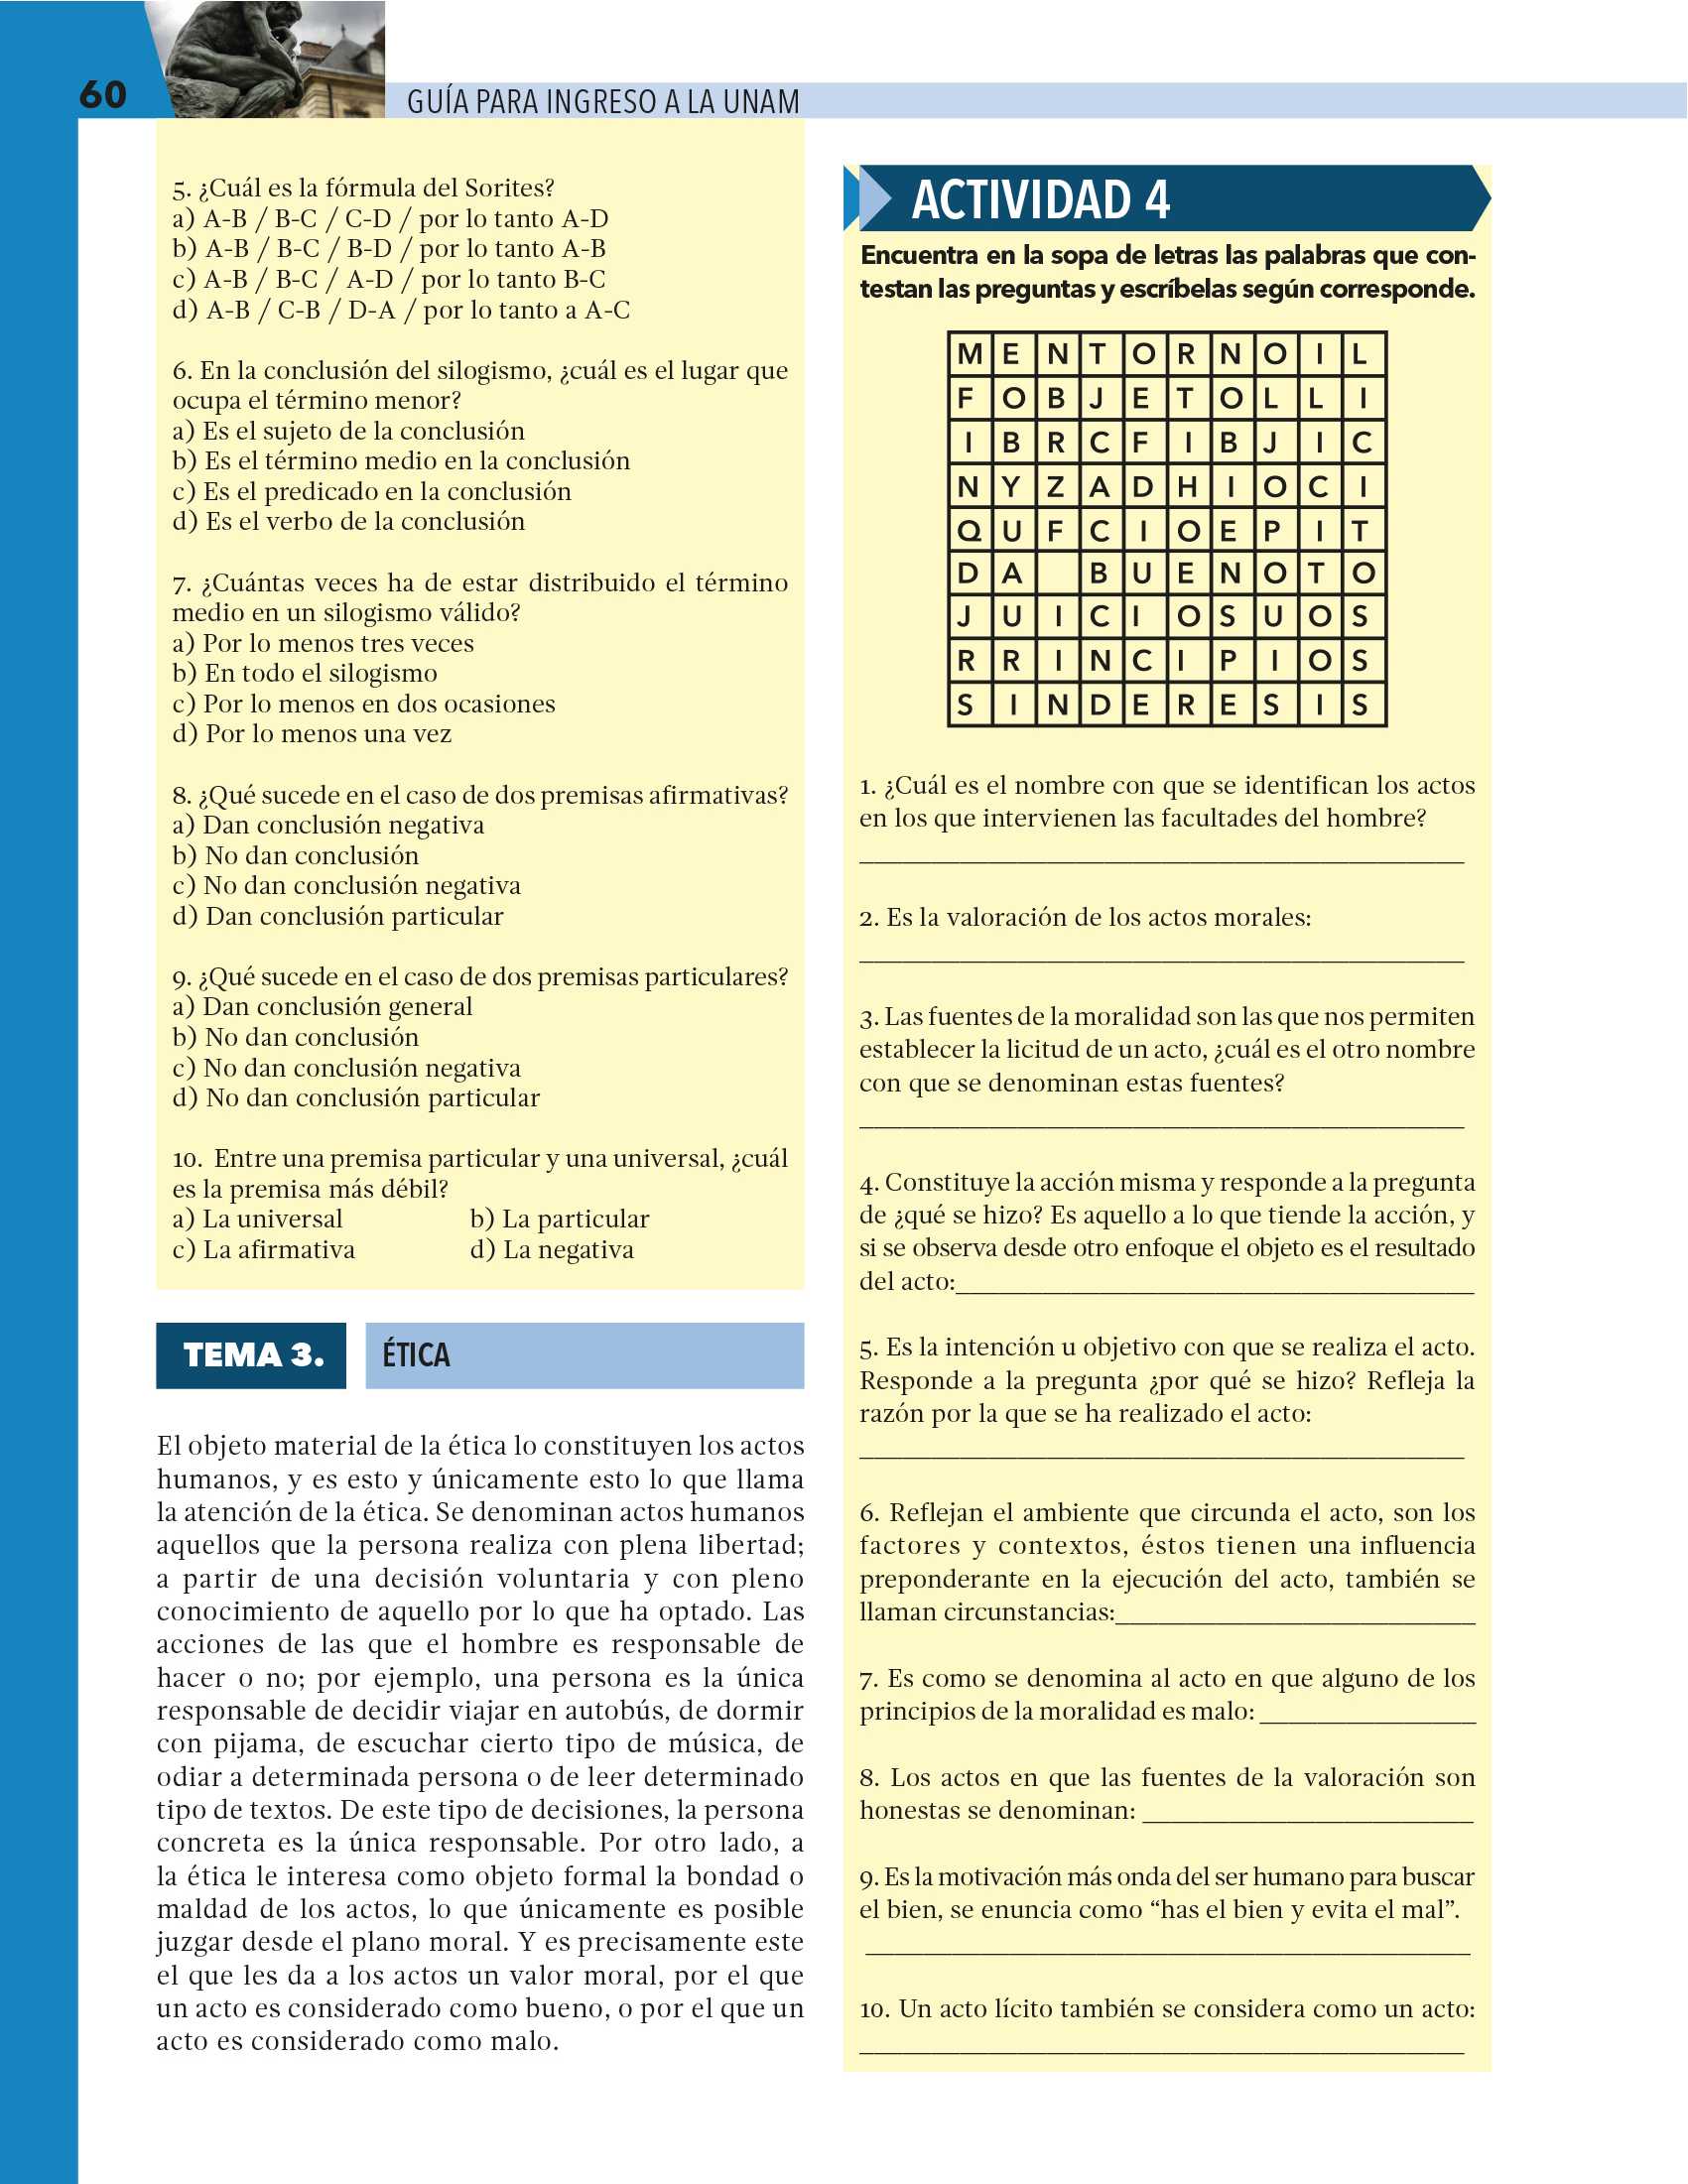 60
GUÍA PARA INGRESO A LA UNAM
5. ¿Cuál es la fórmula del Sorites?
a) A-B / B-C / C-D / por lo tanto A-D
b) A-B / B-C / B-D / por lo tanto A-B
c) A-B / B-C / A-D / por lo tanto B-C
d) A-B / C-B / D-A / por lo tanto a A-C
6. En la conclusión del silogismo, ¿cuál es el lugar que
ocupa el término menor?
a) Es el sujeto de la conclusión
b) Es el término medio en la conclusión
c) Es el predicado en la conclusión
d) Es el verbo de la conclusión
7. ¿Cuántas veces ha de estar distribuido el término
medio en un silogismo válido?
a) Por lo menos tres veces
b) En todo el silogismo
c) Por lo menos en dos ocasiones
d) Por lo menos una vez
8. ¿Qué sucede en el caso de dos premisas afirmativas?
a) Dan conclusión negativa
b) No dan conclusión
c) No dan conclusión negativa
d) Dan conclusión particular
9. ¿Qué sucede en el caso de dos premisas particulares?
a) Dan conclusión general
b) No dan conclusión
c) No dan conclusión negativa
d) No dan conclusión particular
10. Entre una premisa particular y una universal, ¿cuál
es la premisa más débil?
a) La universal b) La particular
c) La afirmativa d) La negativa
TEMA 3. ÉTICA
El objeto material de la ética lo constituyen los actos
humanos, y es esto y únicamente esto lo que llama
la atención de la ética. Se denominan actos humanos
aquellos que la persona realiza con plena libertad;
a partir de una decisión voluntaria y con pleno
conocimiento de aquello por lo que ha optado. Las
acciones de las que el hombre es responsable de
hacer o no; por ejemplo, una persona es la única
responsable de decidir viajar en autobús, de dormir
con pijama, de escuchar cierto tipo de música, de
odiar a determinada persona o de leer determinado
tipo de textos. De este tipo de decisiones, la persona
concreta es la única responsable. Por otro lado, a
la ética le interesa como objeto formal la bondad o
maldad de los actos, lo que únicamente es posible
juzgar desde el plano moral. Y es precisamente este
el que les da a los actos un valor moral, por el que
un acto es considerado como bueno, o por el que un
acto es considerado como malo.
ACTIVIDAD 4
Encuentra en la sopa de letras las palabras que con-
testan las preguntas y escríbelas según corresponde.
M E N T O R N O I L
F O B J E T O L L I
I B R C F I B J I C
N Y Z A D H I O C I
Q U F C I O E P I T
D A B U E N O T O
J U I C I O S U O S
R R I N C I P I O S
S I N D E R E S I S
1. ¿Cuál es el nombre con que se identifican los actos
en los que intervienen las facultades del hombre?
2. Es la valoración de los actos morales:
3. Las fuentes de la moralidad son las que nos permiten
establecer la licitud de un acto, ¿cuál es el otro nombre
con que se denominan estas fuentes?
4. Constituye la acción misma y responde a la pregunta
de ¿qué se hizo? Es aquello a lo que tiende la acción, y
si se observa desde otro enfoque el objeto es el resultado
del acto:
5. Es la intención u objetivo con que se realiza el acto.
Responde a la pregunta ¿por qué se hizo? Refleja la
razón por la que se ha realizado el acto:
6. Reflejan el ambiente que circunda el acto, son los
factores y contextos, éstos tienen una influencia
preponderante en la ejecución del acto, también se
llaman circunstancias:
7. Es como se denomina al acto en que alguno de los
principios de la moralidad es malo:
8. Los actos en que las fuentes de la valoración son
honestas se denominan:
9. Es la motivación más onda del ser humano para buscar
el bien, se enuncia como “has el bien y evita el mal”.
10. Un acto lícito también se considera como un acto: